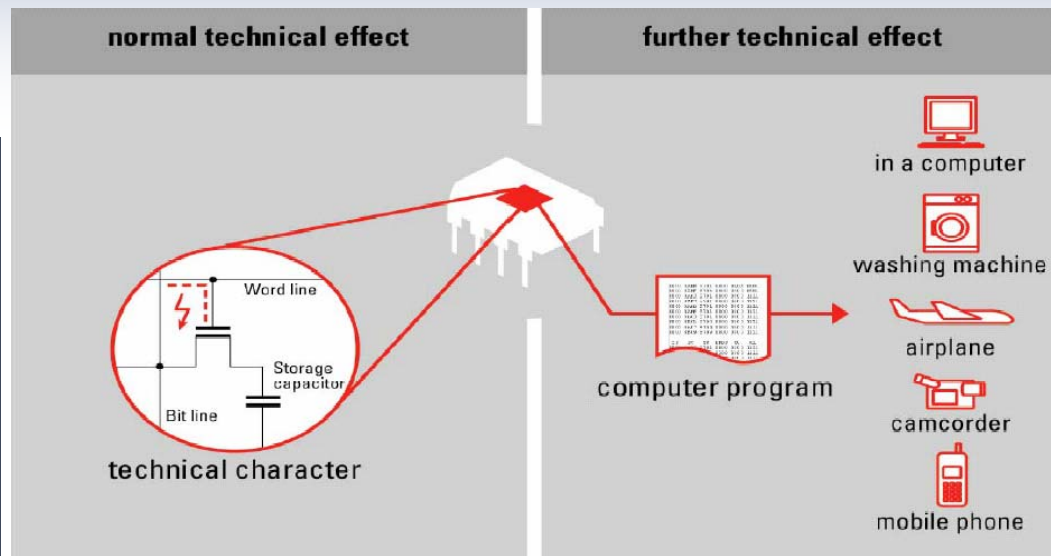 normal technical effect
further technical effect
in a computer
washing machine
airplane
camcorder
mobile phone
computer program
Word line
Storage
capacitor
Bit line
technical character